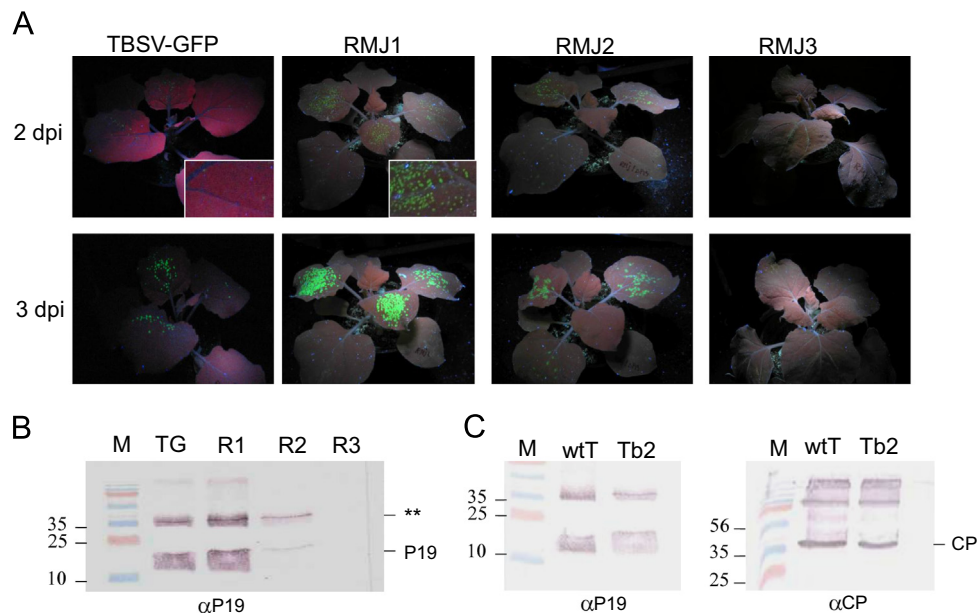 A
TBSV-GFP RMJ1 RMJ2 RMJ3
2 dpi
3 dpi
B
M TG R1 R2 R3
35
25
10
**
P19
αP19
C
M wtT Tb2
35
25
10
αP19
M wtT Tb2
56
35
25
CP
αCP